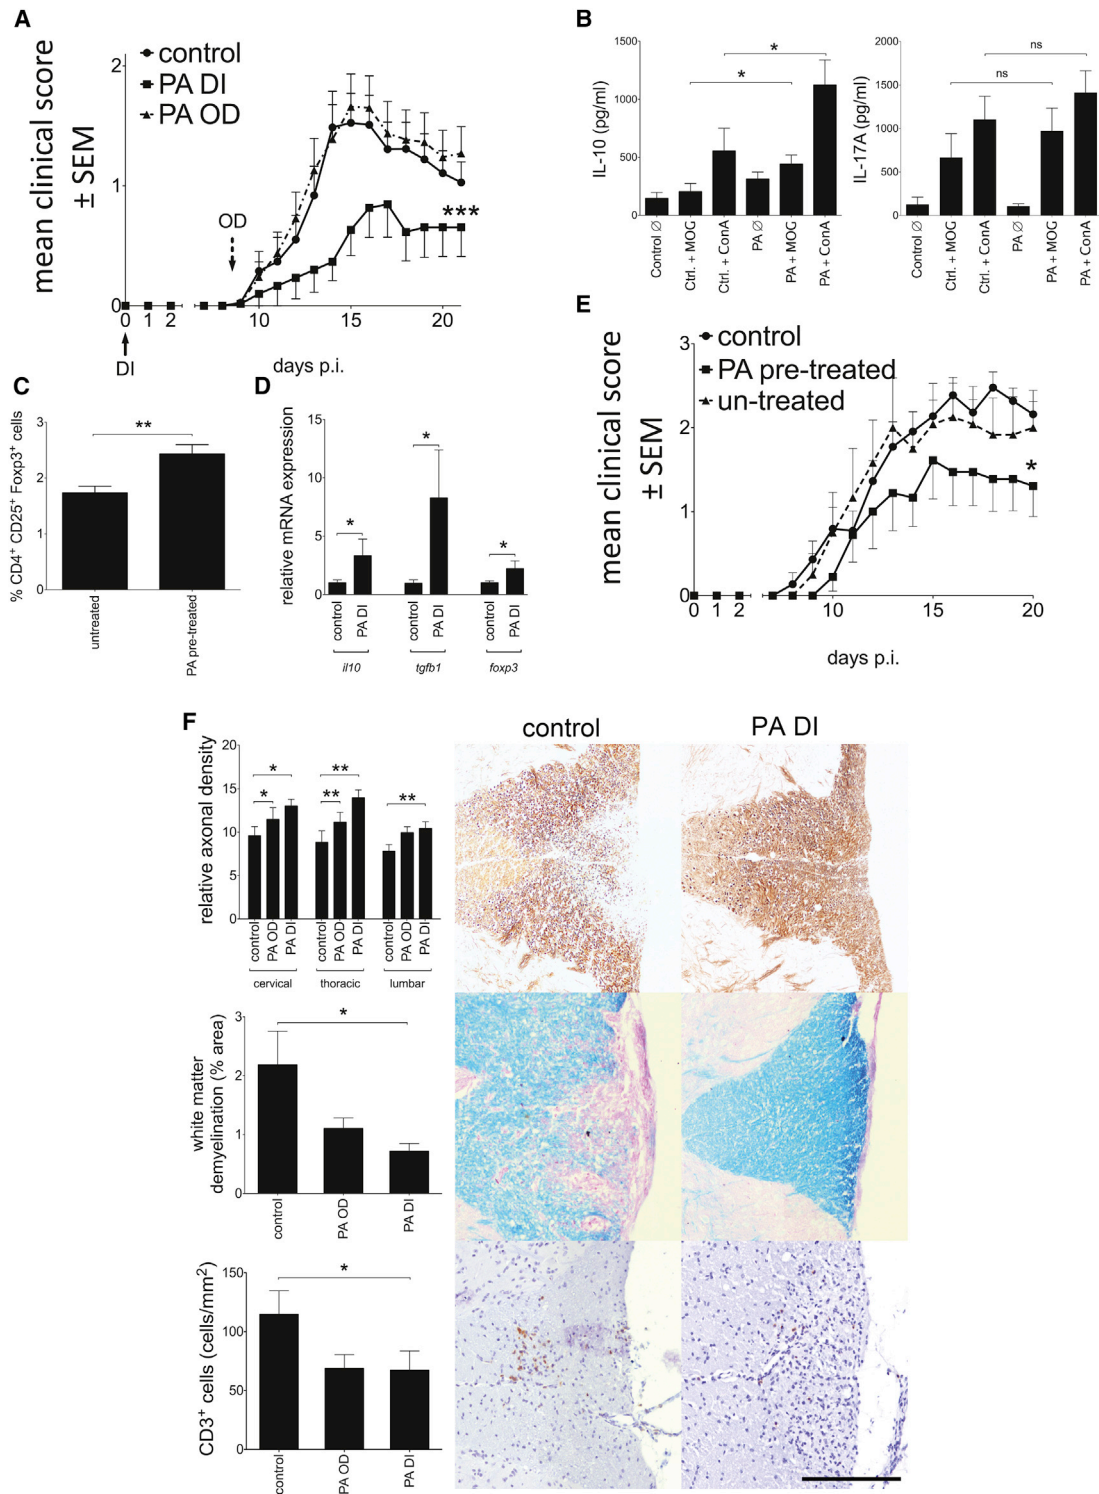 A
mean clinical score
± SEM
control
PA DI
PA OD
2
1
0
OD
***
0 1 2 10 15 20
DI
days p.i.
B
IL-10 (pg/ml)
1500
1000
500
0
*
*
Control ∅
Ctrl. + MOG
Ctrl. + ConA
PA ∅
PA + MOG
PA + ConA
IL-17A (pg/ml)
2000
1500
1000
500
0
ns
ns
Control ∅
Ctrl. + MOG
Ctrl. + ConA
PA ∅
PA + MOG
PA + ConA
C
% CD4+ CD25+ Foxp3+ cells
3
2
1
0
**
untreated
PA pre-treated
D
relative mRNA expression
15
10
5
0
*
*
*
control
PA DI
control
PA DI
control
PA DI
il10
tgfb1
foxp3
E
mean clinical score
± SEM
control
PA pre-treated
un-treated
3
2
1
0
*
0 1 2 10 15 20
days p.i.
F
relative axonal density
20
15
10
5
0
*
*
**
**
**
control
PA OD
PA DI
control
PA OD
PA DI
control
PA OD
PA DI
cervical
thoracic
lumbar
control
PA DI
white matter
demyelination (% area)
3
2
1
0
*
control
PA OD
PA DI
CD3+ cells (cells/mm2)
150
100
50
0
*
control
PA OD
PA DI